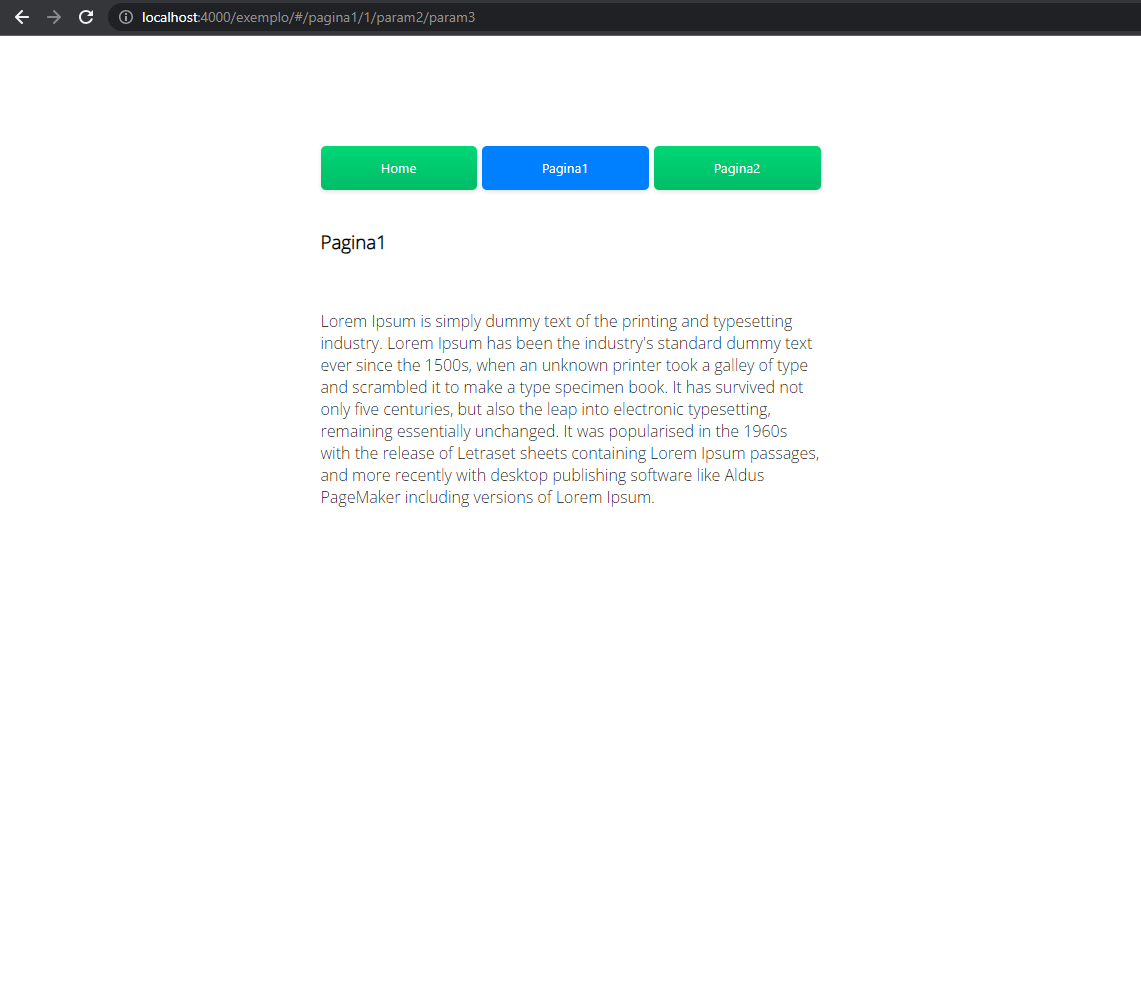 localhost:4000/exemplo/#/pagina1/1/param2/param3
Home Pagina1 Pagina2
Pagina1
Lorem Ipsum is simply dummy text of the printing and typesetting
industry. Lorem Ipsum has been the industry's standard dummy text
ever since the 1500s, when an unknown printer took a galley of type
and scrambled it to make a type specimen book. It has survived not
only five centuries, but also the leap into electronic typesetting,
remaining essentially unchanged. It was popularised in the 1960s
with the release of Letraset sheets containing Lorem Ipsum passages,
and more recently with desktop publishing software like Aldus
PageMaker including versions of Lorem Ipsum.